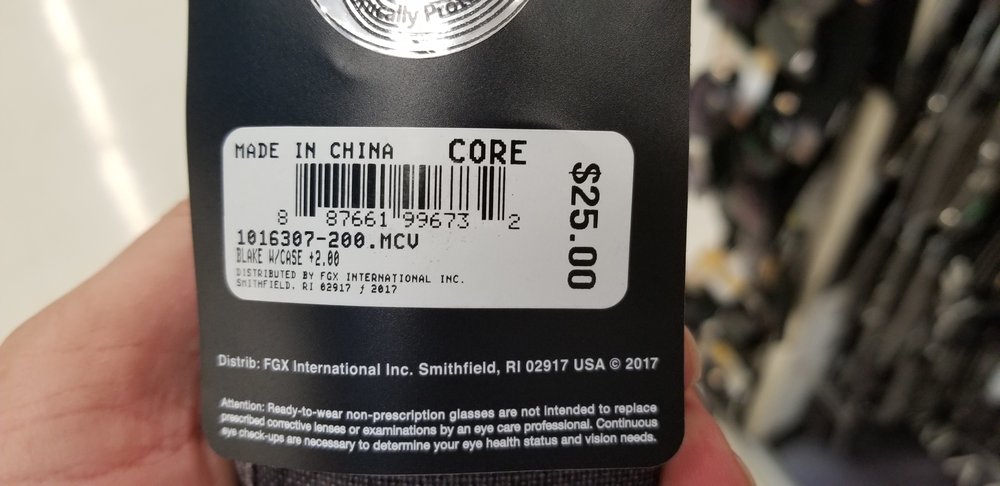 MADE IN CHINA CORE
$25.00
8 87661 99673 2
1016307-200.MCV
BLAKE W/CASE +2.00
DISTRIBUTED BY FGX INTERNATIONAL INC.
SMITHFIELD, RI 02917 ƒ 2017
Distrib: FGX International Inc. Smithfield, RI 02917 USA © 2017
Attention: Ready-to-wear non-prescription glasses are not intended to replace
prescribed corrective lenses or examinations by an eye care professional. Continuous
eye check-ups are necessary to determine your eye health status and vision needs.